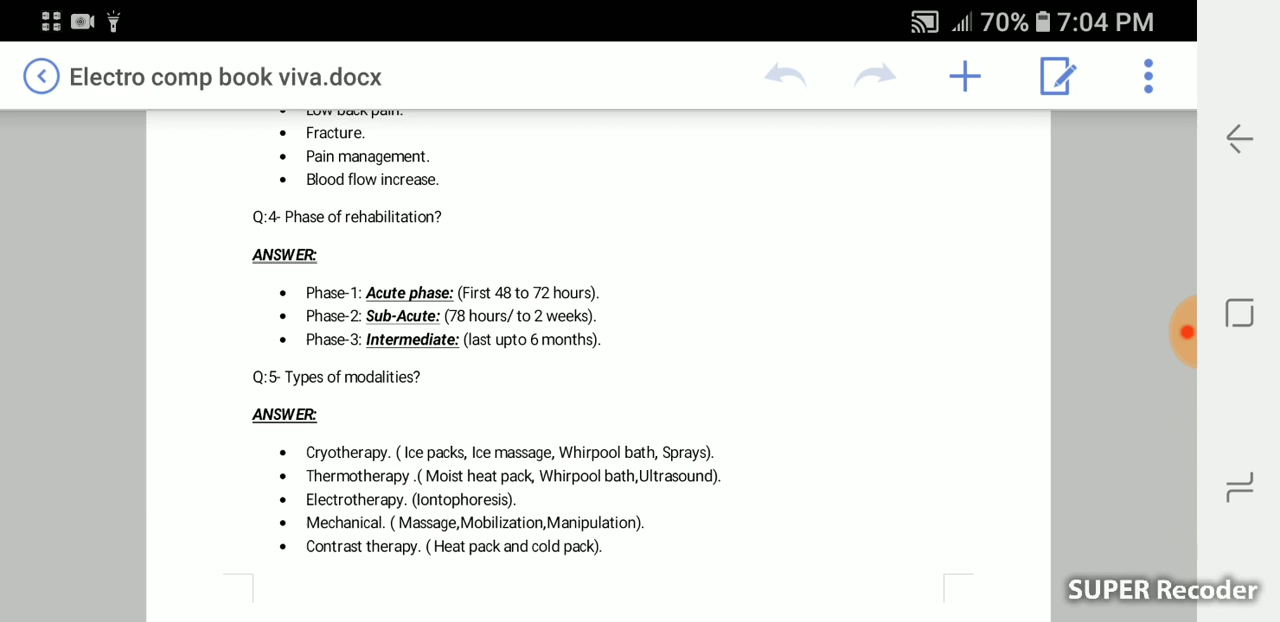 70% 7:04 PM
Electro comp book viva.docx
• Low back pain.
• Fracture.
• Pain management.
• Blood flow increase.
Q:4- Phase of rehabilitation?
ANSWER:
• Phase-1: Acute phase: (First 48 to 72 hours).
• Phase-2: Sub-Acute: (78 hours/ to 2 weeks).
• Phase-3: Intermediate: (last upto 6 months).
Q:5- Types of modalities?
ANSWER:
• Cryotherapy. ( Ice packs, Ice massage, Whirpool bath, Sprays).
• Thermotherapy .( Moist heat pack, Whirpool bath,Ultrasound).
• Electrotherapy. (Iontophoresis).
• Mechanical. ( Massage,Mobilization,Manipulation).
• Contrast therapy. ( Heat pack and cold pack).
SUPER Recoder